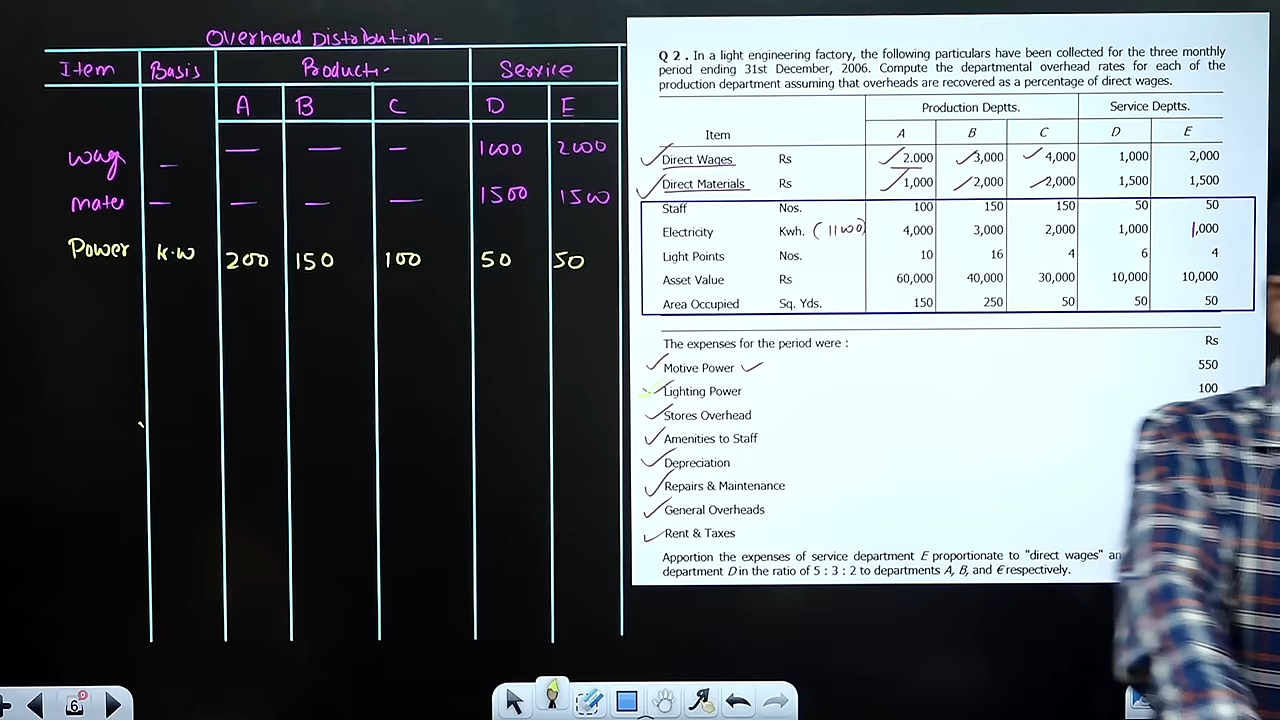 Overhead Distribution -
Item Basis Producti- Service
A B C D E
wag — — — — 1000 2000
mate — — — — 1500 1500
Power K.W 200 150 100 50 50
Q 2 . In a light engineering factory, the following particulars have been collected for the three monthly
period ending 31st December, 2006. Compute the departmental overhead rates for each of the
production department assuming that overheads are recovered as a percentage of direct wages.
Production Deptts. Service Deptts.
Item A B C D E
Direct Wages Rs 2.000 3,000 4,000 1,000 2,000
Direct Materials Rs 1,000 2,000 2,000 1,500 1,500
Staff Nos. 100 150 150 50 50
Electricity Kwh. (1100) 4,000 3,000 2,000 1,000 1,000
Light Points Nos. 10 16 4 6 4
Asset Value Rs 60,000 40,000 30,000 10,000 10,000
Area Occupied Sq. Yds. 150 250 50 50 50
The expenses for the period were : Rs
Motive Power 550
Lighting Power 100
Stores Overhead
Amenities to Staff
Depreciation
Repairs & Maintenance
General Overheads
Rent & Taxes
Apportion the expenses of service department E proportionate to "direct wages" an
department D in the ratio of 5 : 3 : 2 to departments A, B, and € respectively.
6